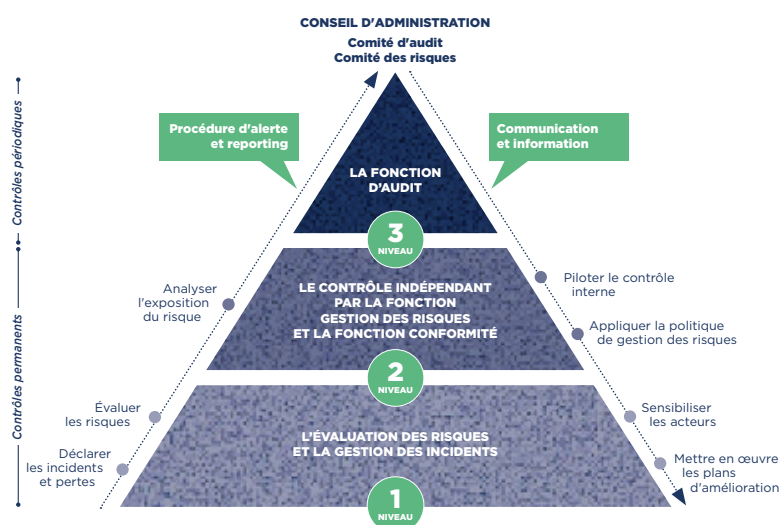 CONSEIL D'ADMINISTRATION
Comité d'audit
Comité des risques
Contrôles périodiques
Procédure d'alerte
et reporting
Communication
et information
LA FONCTION
D'AUDIT
3
NIVEAU
Contrôles permanents
Analyser
l'exposition
du risque
LE CONTRÔLE INDÉPENDANT
PAR LA FONCTION
GESTION DES RISQUES
ET LA FONCTION CONFORMITÉ
Piloter le contrôle
interne
Appliquer la politique
de gestion des risques
2
NIVEAU
Évaluer
les risques
Déclarer
les incidents
et pertes
L'ÉVALUATION DES RISQUES
ET LA GESTION DES INCIDENTS
Sensibiliser
les acteurs
Mettre en œuvre
les plans
d'amélioration
1
NIVEAU